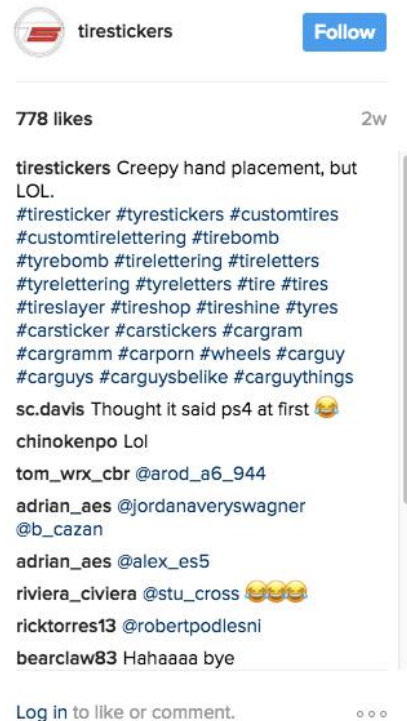 TS
tirestickers
Follow
778 likes
2w
tirestickers Creepy hand placement, but
LOL.
#tiresticker #tyrestickers #customtires
#customtirelettering #tirebomb
#tyrebomb #tirelettering #tireletters
#tyrelettering #tyreletters #tire #tires
#tireslayer #tireshop #tireshine #tyres
#carsticker #carstickers #cargram
#cargramm #carporn #wheels #carguy
#carguys #carguysbelike #carguythings
sc.davis Thought it said ps4 at first 😂
chinokenpo Lol
tom_wrx_cbr @arod_a6_944
adrian_aes @jordanaveryswagner
@b_cazan
adrian_aes @alex_es5
riviera_civiera @stu_cross 😂😂😂
ricktorres13 @robertpodlesni
bearclaw83 Hahaaaa bye
Log in to like or comment.